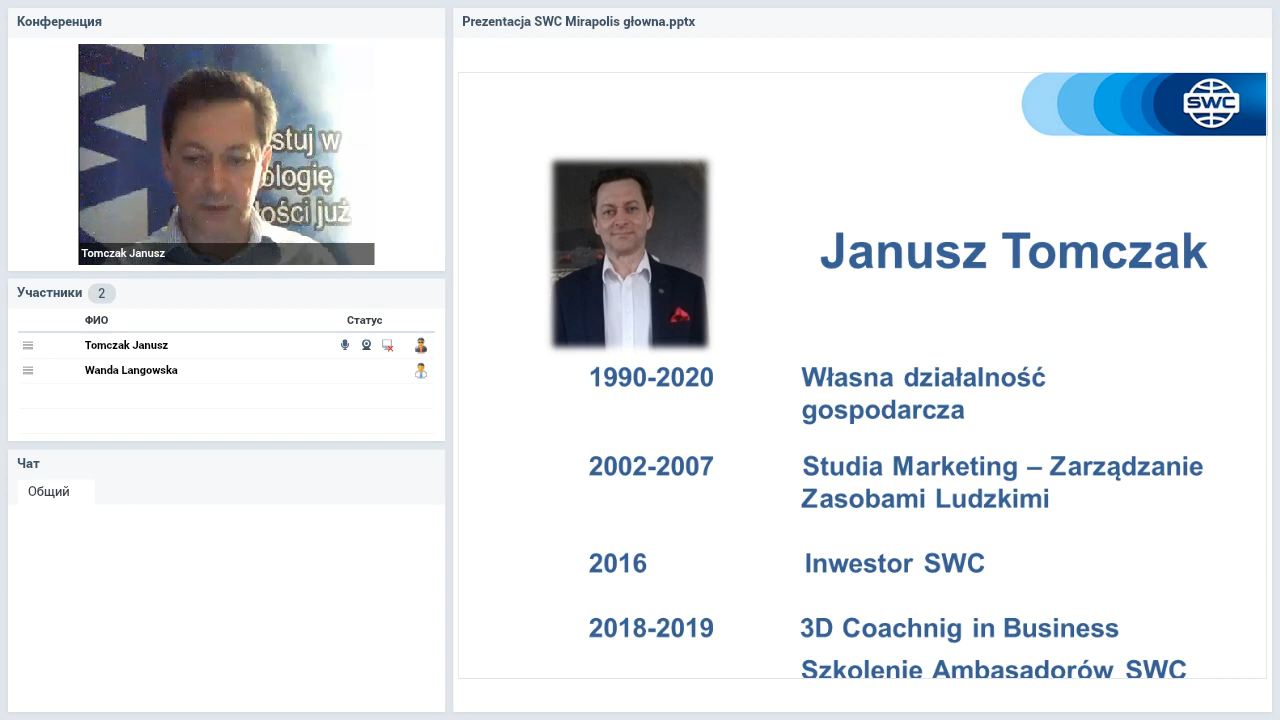 Конференция
stuj w
ologię
łości już
Tomczak Janusz
Участники 2
ФИО Статус
Tomczak Janusz
Wanda Langowska
Чат
Общий
Prezentacja SWC Mirapolis głowna.pptx
SWC
Janusz Tomczak
1990-2020 Własna działalność
gospodarcza
2002-2007 Studia Marketing – Zarządzanie
Zasobami Ludzkimi
2016 Inwestor SWC
2018-2019 3D Coachnig in Business
Szkolenie Ambasadorów SWC